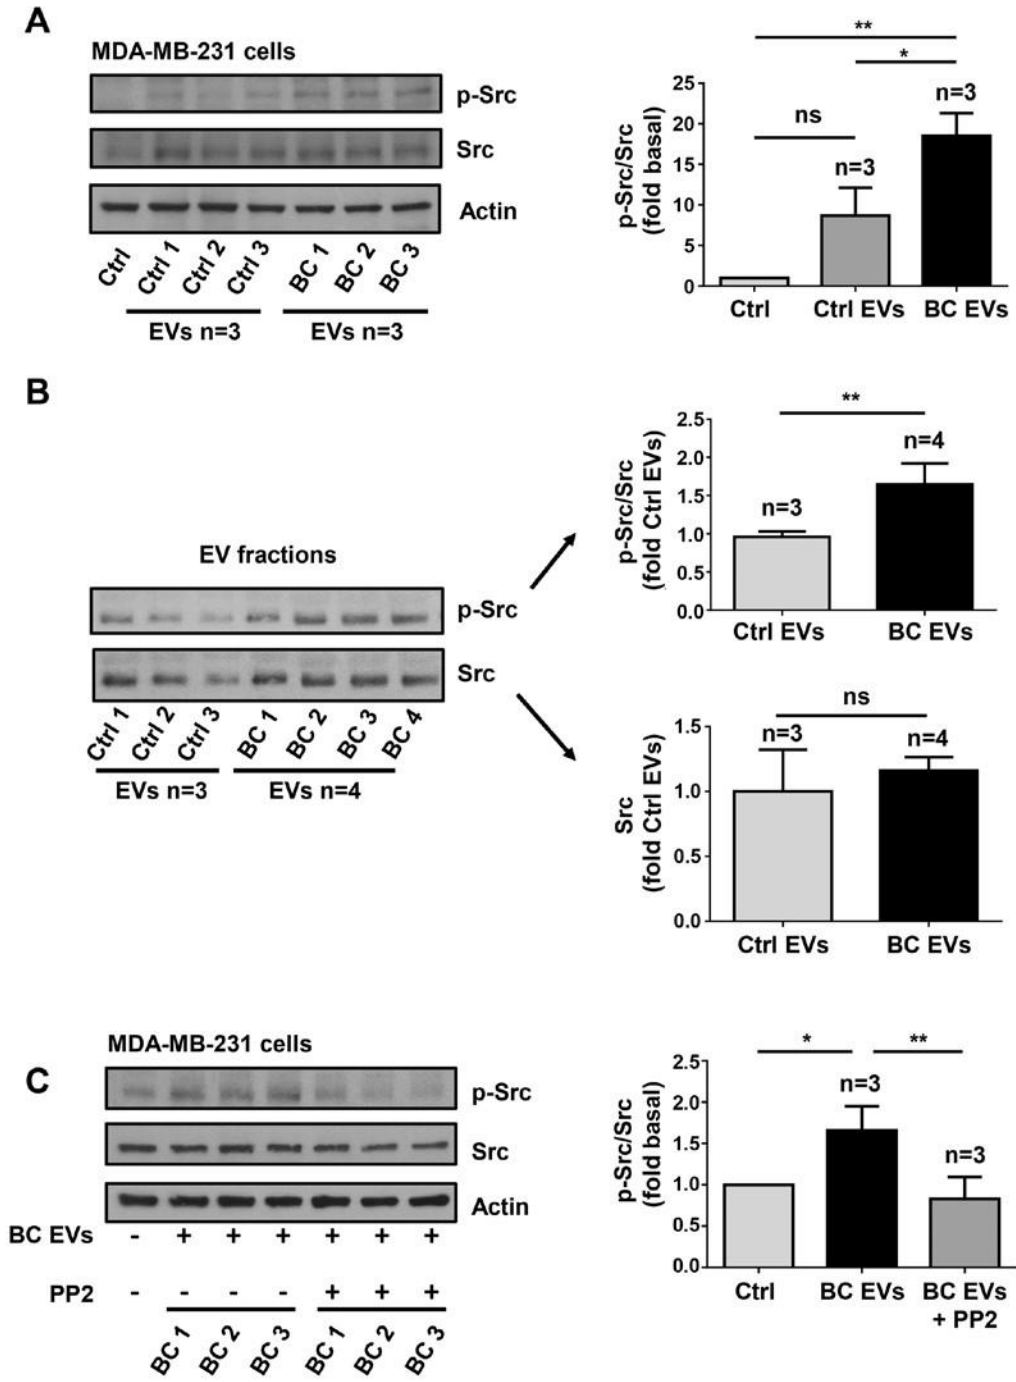 A
MDA-MB-231 cells
p-Src
Src
Actin
Ctrl
Ctrl 1
Ctrl 2
Ctrl 3
BC 1
BC 2
BC 3
EVs n=3
EVs n=3
**
*
ns
n=3
n=3
p-Src/Src
(fold basal)
25
20
15
10
5
0
Ctrl
Ctrl EVs
BC EVs
B
EV fractions
p-Src
Src
Ctrl 1
Ctrl 2
Ctrl 3
BC 1
BC 2
BC 3
BC 4
EVs n=3
EVs n=4
**
n=4
n=3
p-Src/Src
(fold Ctrl EVs)
2.5
2.0
1.5
1.0
0.5
0.0
Ctrl EVs
BC EVs
ns
n=3
n=4
Src
(fold Ctrl EVs)
1.5
1.0
0.5
0.0
Ctrl EVs
BC EVs
C
MDA-MB-231 cells
p-Src
Src
Actin
BC EVs - + + + + + +
PP2 - - - - + + +
BC 1
BC 2
BC 3
BC 1
BC 2
BC 3
*
**
n=3
n=3
p-Src/Src
(fold basal)
2.5
2.0
1.5
1.0
0.5
0.0
Ctrl
BC EVs
BC EVs
+ PP2